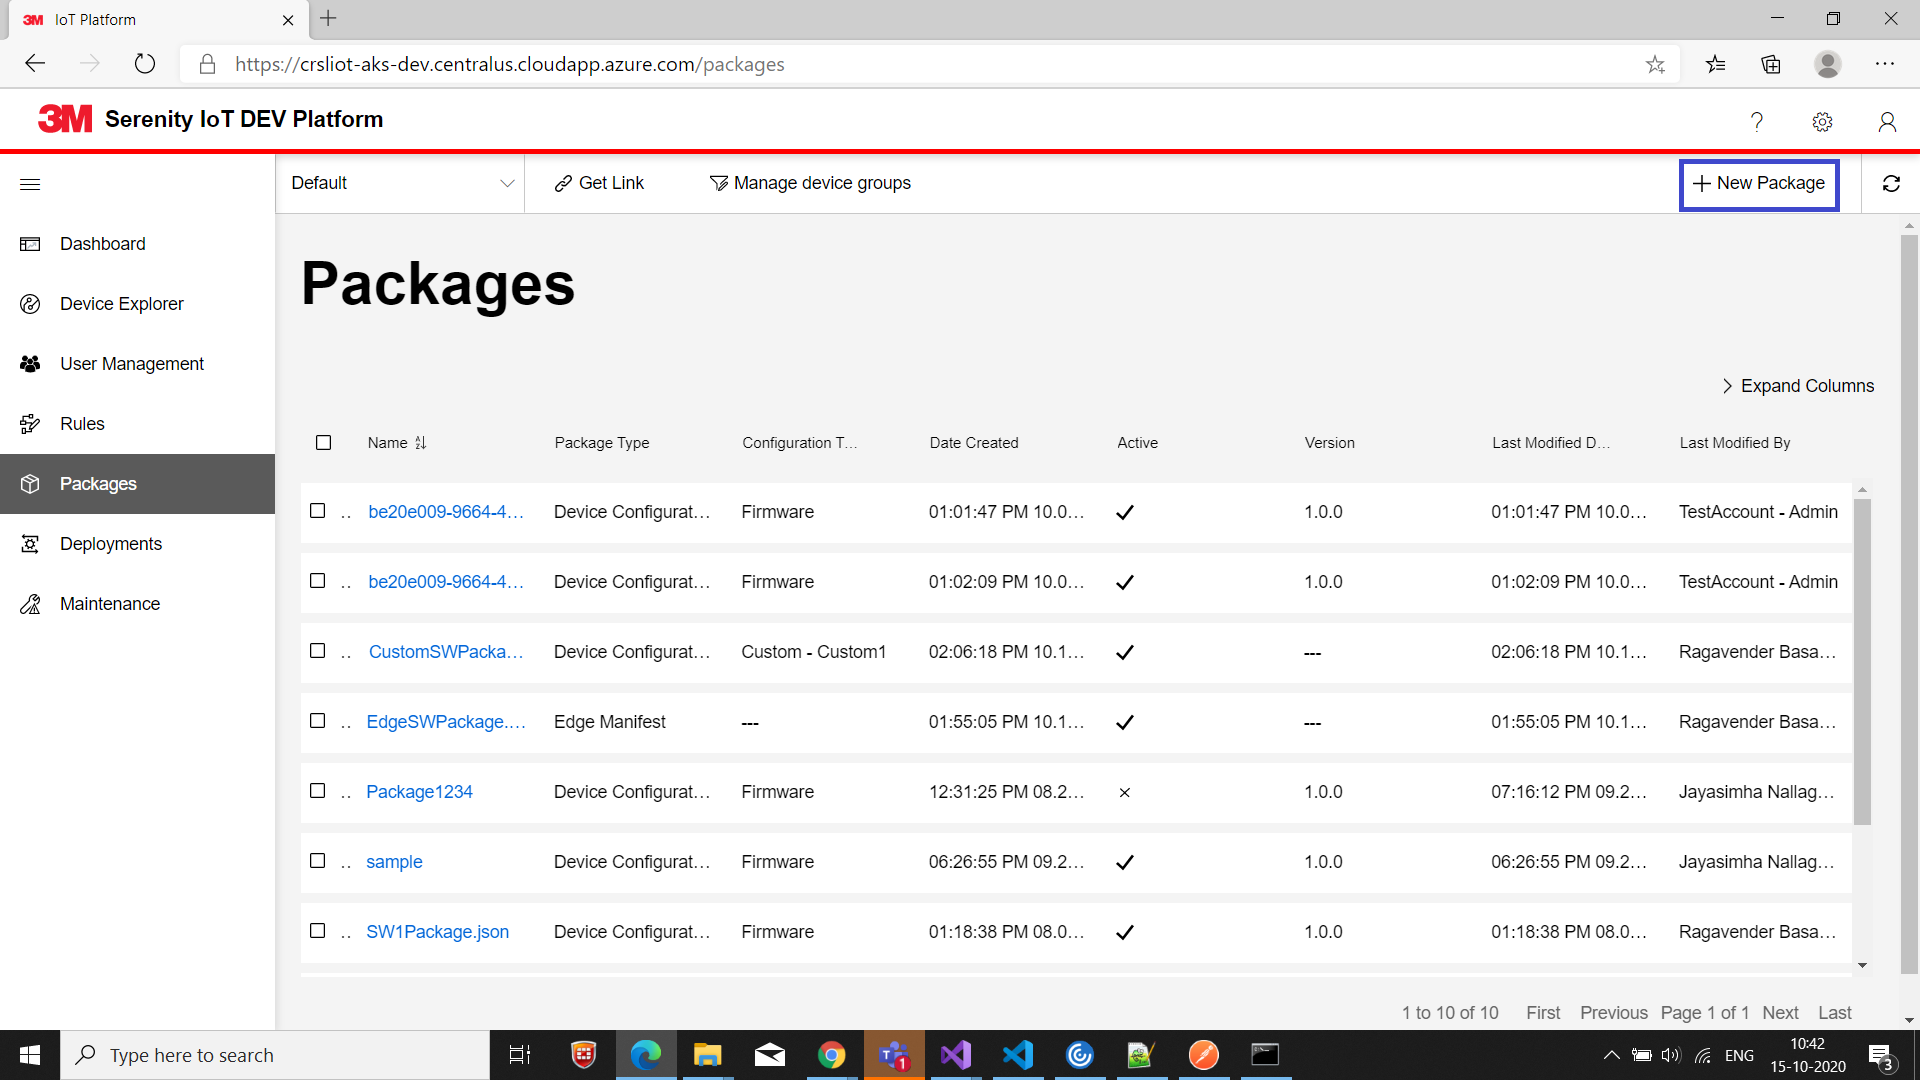 3M IoT Platform
https://crsliot-aks-dev.centralus.cloudapp.azure.com/packages
3M Serenity IoT DEV Platform
Default Get Link Manage device groups New Package
Dashboard
Device Explorer
User Management
Rules
Packages
Deployments
Maintenance
Packages
Expand Columns
Name Package Type Configuration T... Date Created Active Version Last Modified D... Last Modified By
.. be20e009-9664-4... Device Configurat... Firmware 01:01:47 PM 10.0... 1.0.0 01:01:47 PM 10.0... TestAccount - Admin
.. be20e009-9664-4... Device Configurat... Firmware 01:02:09 PM 10.0... 1.0.0 01:02:09 PM 10.0... TestAccount - Admin
.. CustomSWPacka... Device Configurat... Custom - Custom1 02:06:18 PM 10.1... --- 02:06:18 PM 10.1... Ragavender Basa...
.. EdgeSWPackage.... Edge Manifest --- 01:55:05 PM 10.1... --- 01:55:05 PM 10.1... Ragavender Basa...
.. Package1234 Device Configurat... Firmware 12:31:25 PM 08.2... 1.0.0 07:16:12 PM 09.2... Jayasimha Nallag...
.. sample Device Configurat... Firmware 06:26:55 PM 09.2... 1.0.0 06:26:55 PM 09.2... Jayasimha Nallag...
.. SW1Package.json Device Configurat... Firmware 01:18:38 PM 08.0... 1.0.0 01:18:38 PM 08.0... Ragavender Basa...
1 to 10 of 10 First Previous Page 1 of 1 Next Last
Type here to search
1
ENG
10:42
15-10-2020
3